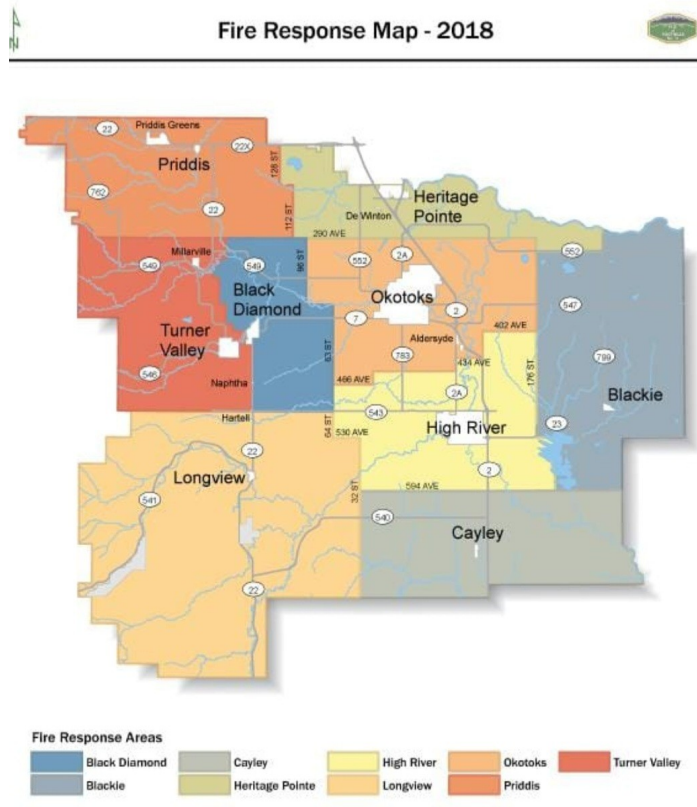 Fire Response Map - 2018
N
22
Priddis Greens
22X
Priddis
128 ST
762
22
112 ST
Heritage
Pointe
De Winton
290 AVE
Millarville
549
549
96 ST
552
2A
552
Black
Diamond
Okotoks
547
7
2
402 AVE
Turner
Valley
Aldersyde
783
434 AVE
799
546
466 AVE
176 ST
Naphtha
2A
Blackie
Hartell
543
64 ST
530 AVE
High River
23
22
Longview
2
594 AVE
32 ST
541
540
Cayley
22
Fire Response Areas
Black Diamond
Cayley
High River
Okotoks
Turner Valley
Blackie
Heritage Pointe
Longview
Priddis